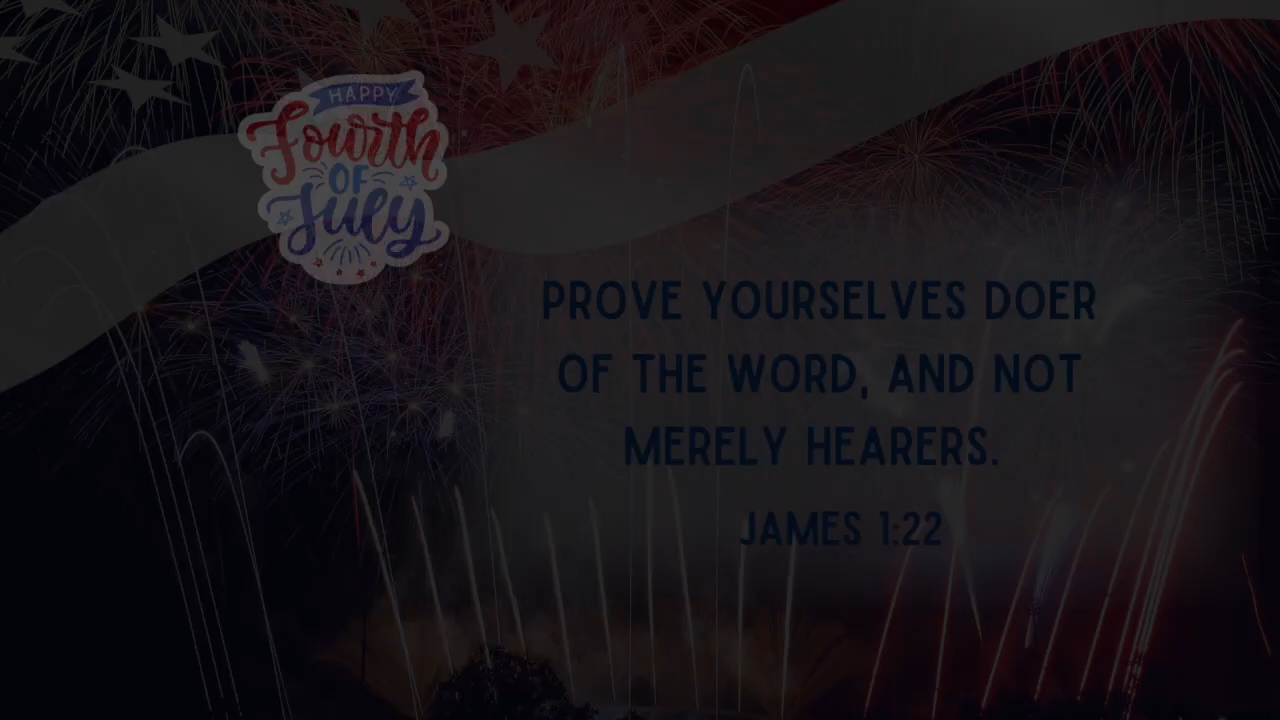 HAPPY
Fourth
OF
July
PROVE YOURSELVES DOER
OF THE WORD, AND NOT
MERELY HEARERS.
JAMES 1:22